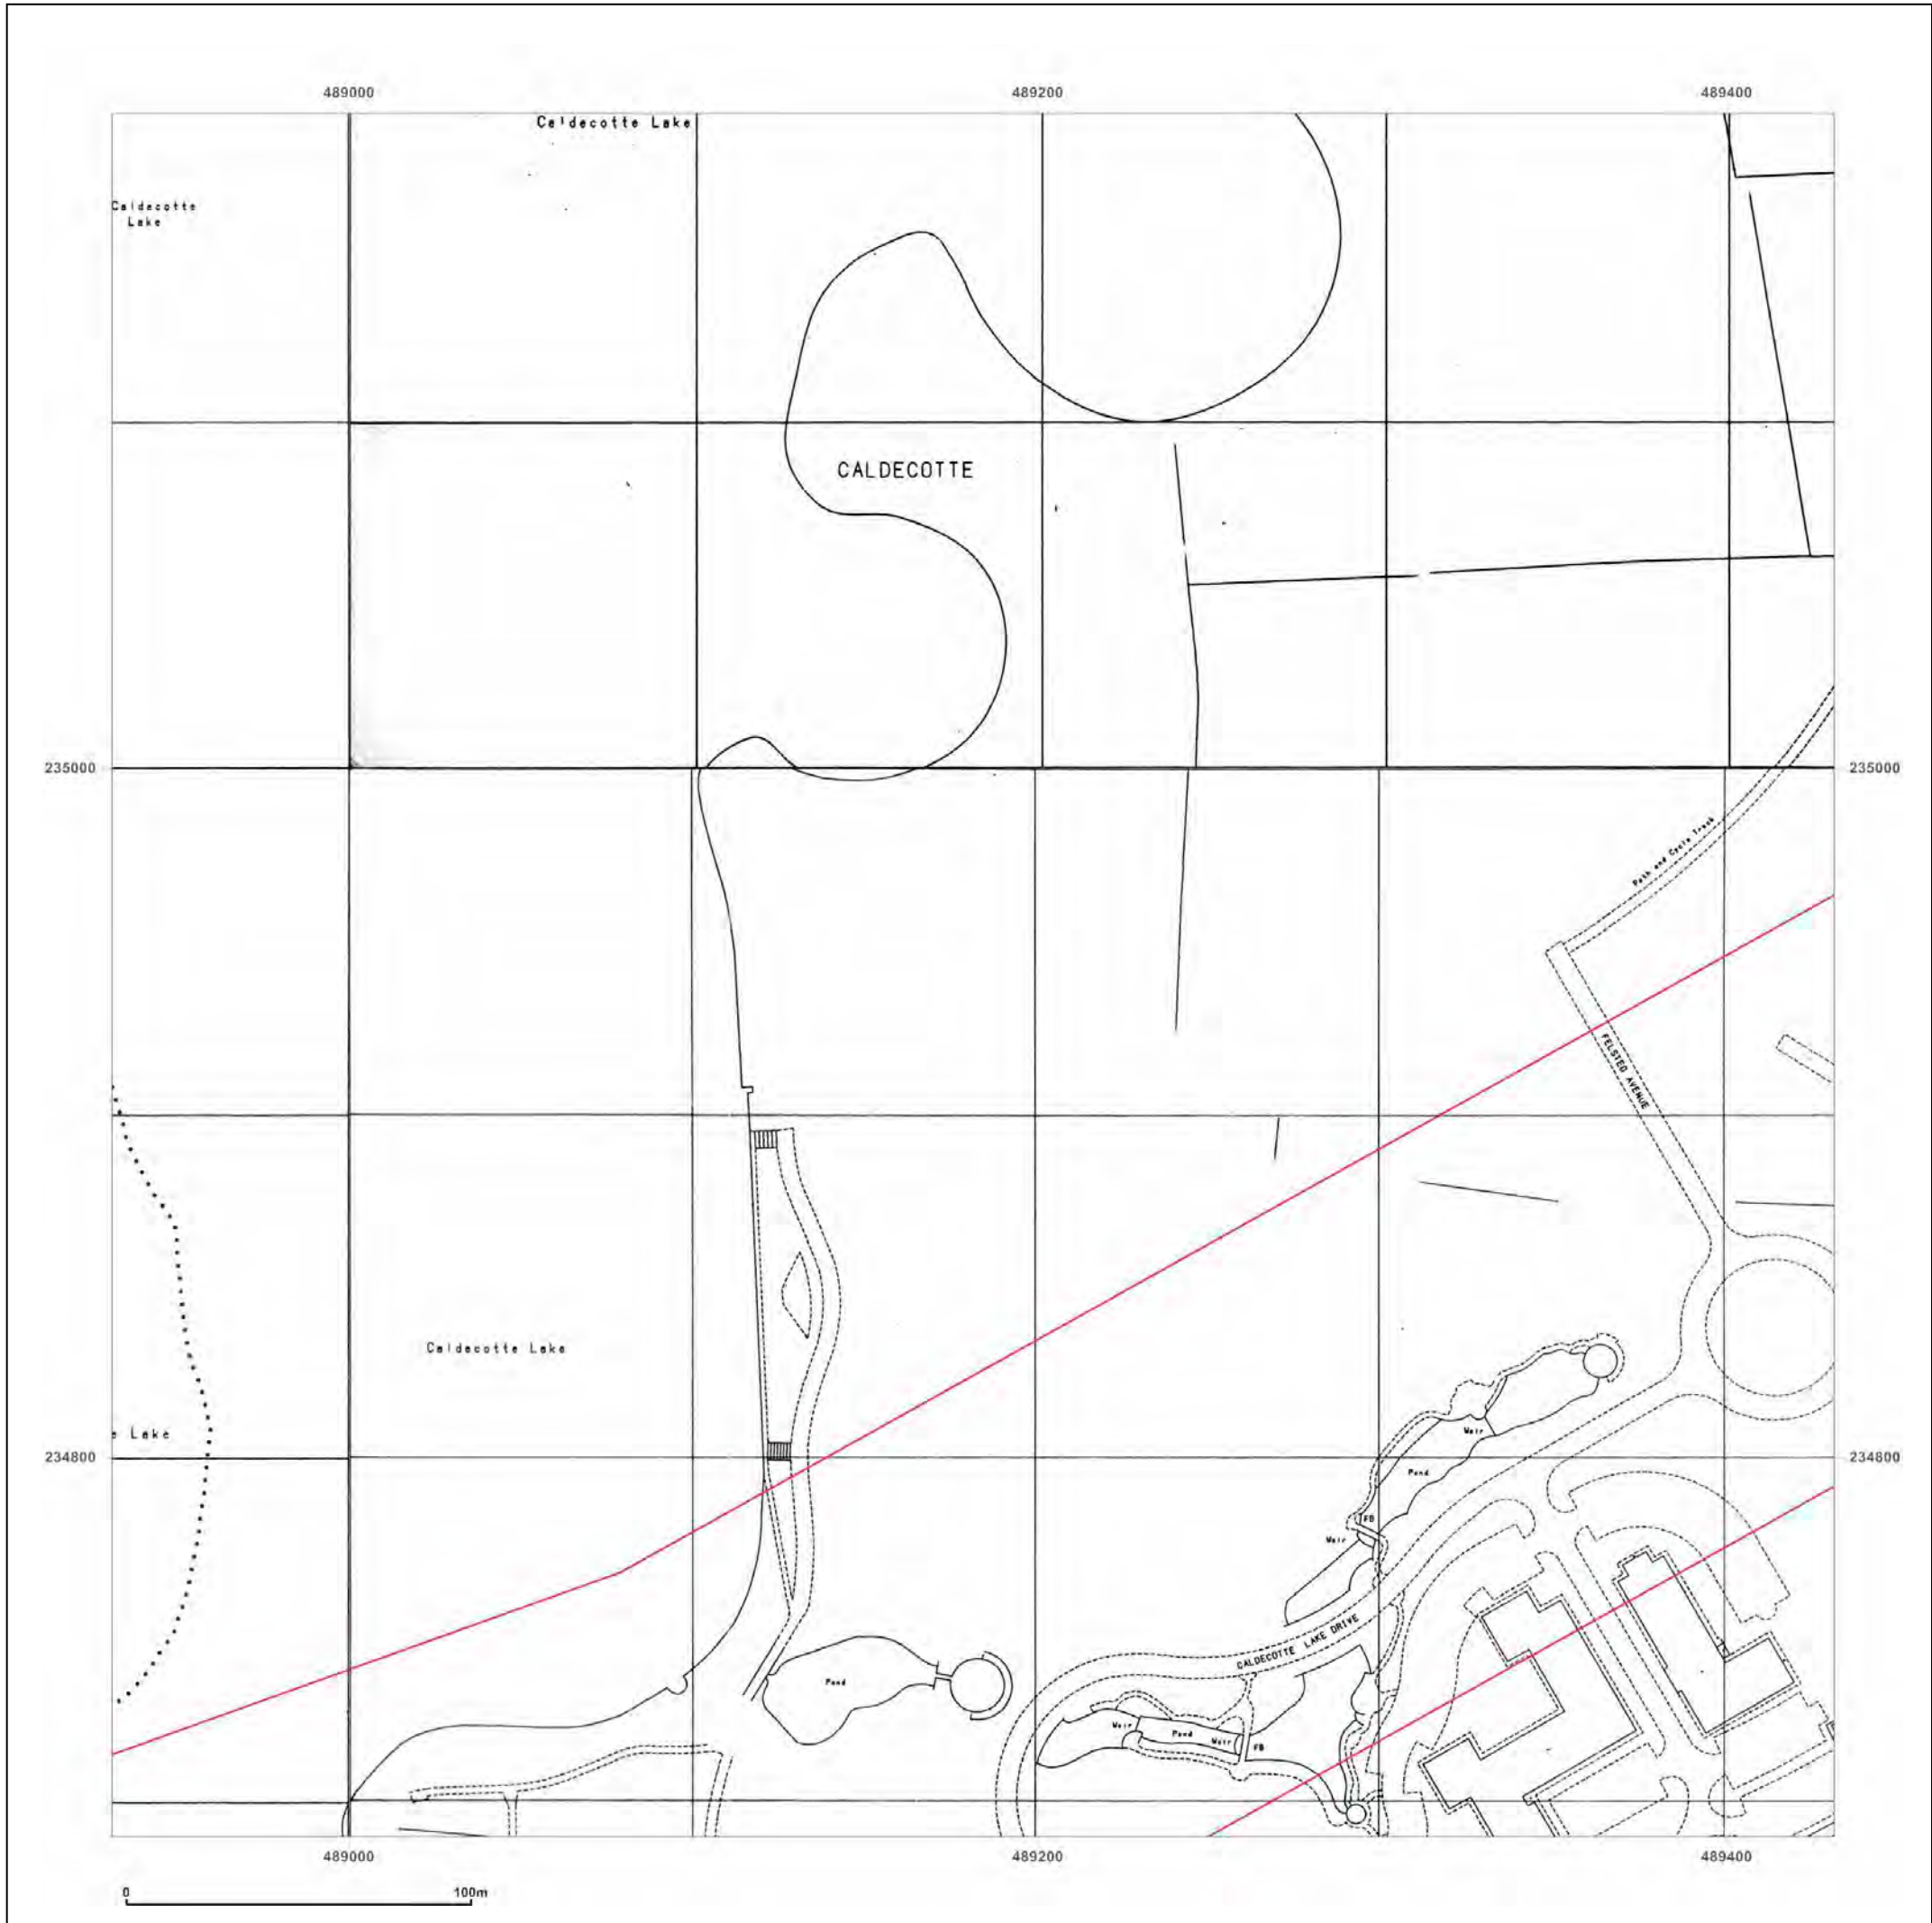 489000
489200
489400
Caldecotte Lake
Caldecotte
Lake
CALDECOTTE
235000
235000
Path and Cycle Track
FELSTED AVENUE
Caldecotte Lake
e Lake
Weir
234800
234800
Pond
FB
Weir
CALDECOTTE LAKE DRIVE
Pond
Weir
Pond
Weir
FB
489000
489200
489400
0
100m